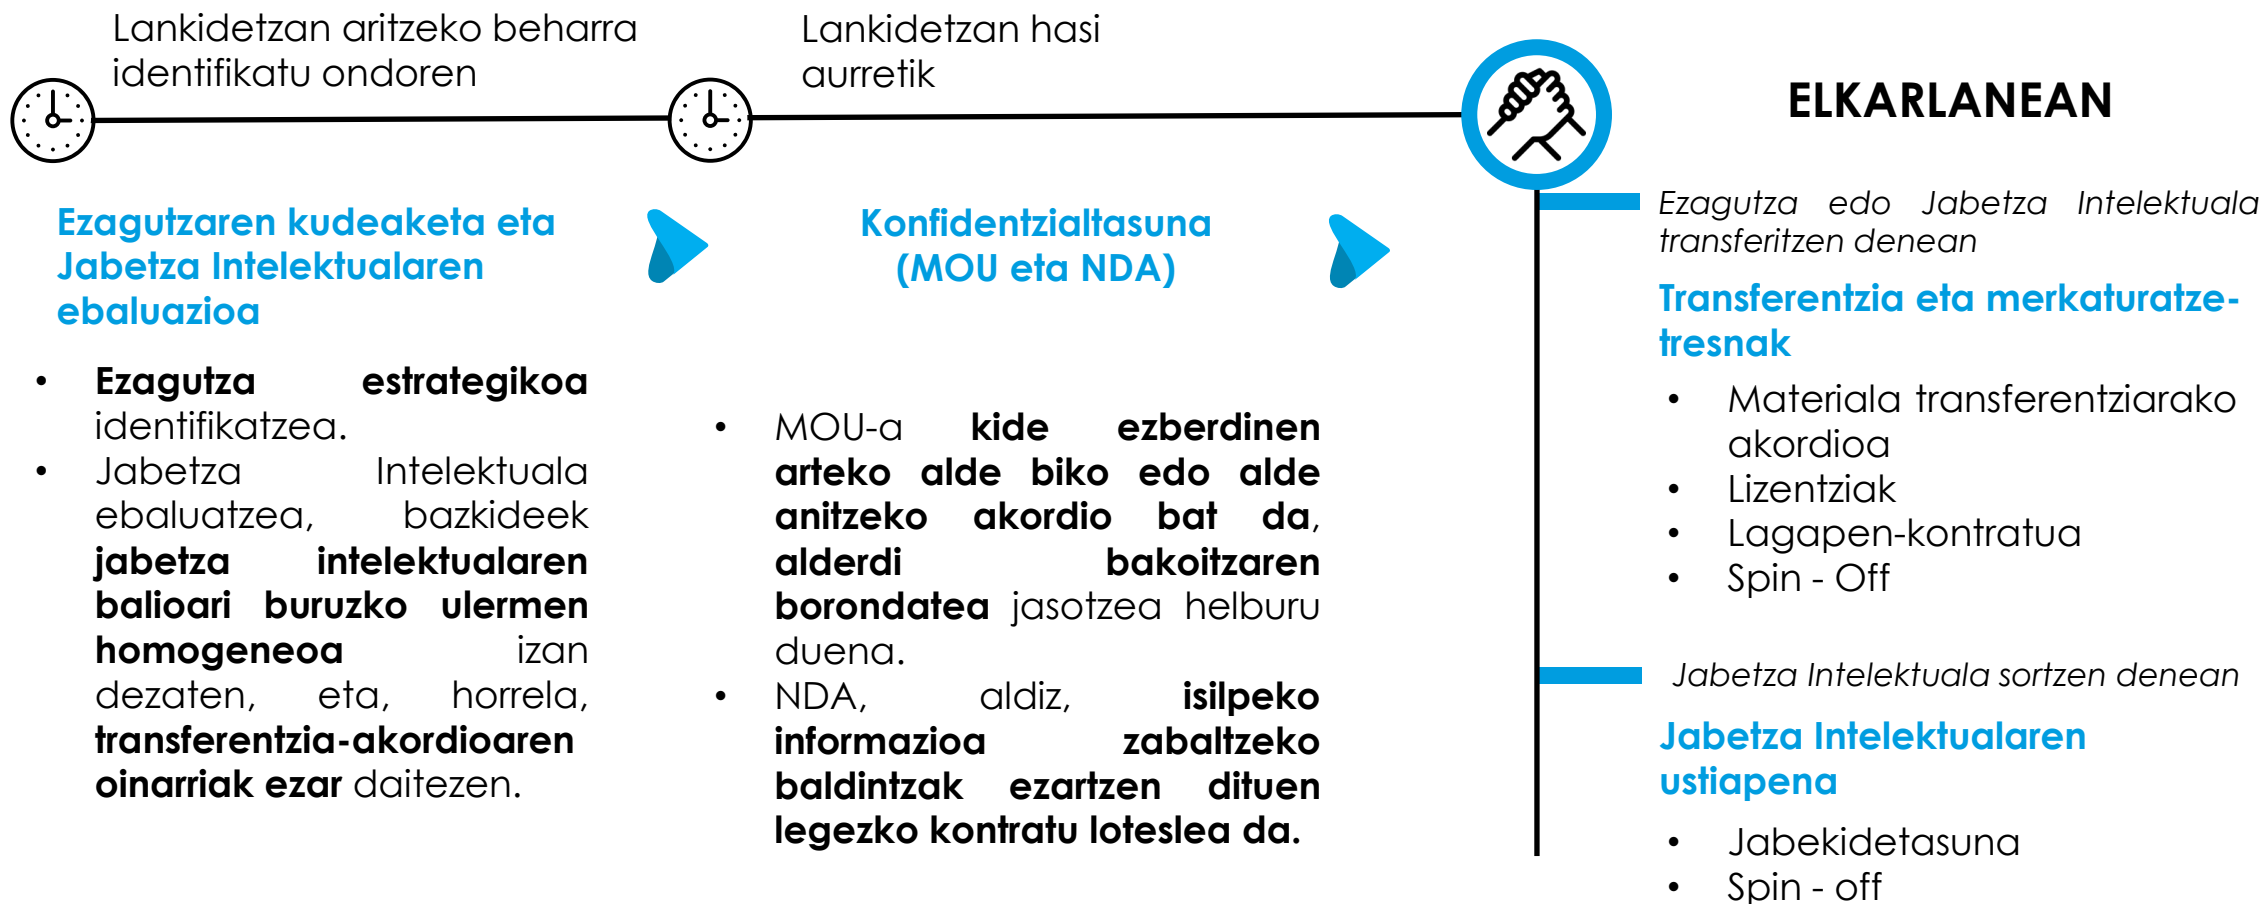 Lankidetzan aritzeko beharra
identifikatu ondoren
Lankidetzan hasi
aurretik
ELKARLANEAN
Ezagutzaren kudeaketa eta
Jabetza Intelektualaren
ebaluazioa
• Ezagutza estrategikoa
identifikatzea.
• Jabetza Intelektuala
ebaluatzea, bazkideek
jabetza intelektualaren
balioari buruzko ulermen
homogeneoa izan
dezaten, eta, horrela,
transferentzia-akordioaren
oinarriak ezar daitezen.
Konfidentzialtasuna
(MOU eta NDA)
• MOU-a kide ezberdinen
arteko alde biko edo alde
anitzeko akordio bat da,
alderdi bakoitzaren
borondatea jasotzea helburu
duena.
• NDA, aldiz, isilpeko
informazioa zabaltzeko
baldintzak ezartzen dituen
legezko kontratu loteslea da.
Ezagutza edo Jabetza Intelektuala
transferitzen denean
Transferentzia eta merkaturatze-
tresnak
• Materiala transferentziarako
akordioa
• Lizentziak
• Lagapen-kontratua
• Spin - Off
Jabetza Intelektuala sortzen denean
Jabetza Intelektualaren
ustiapena
• Jabekidetasuna
• Spin - off